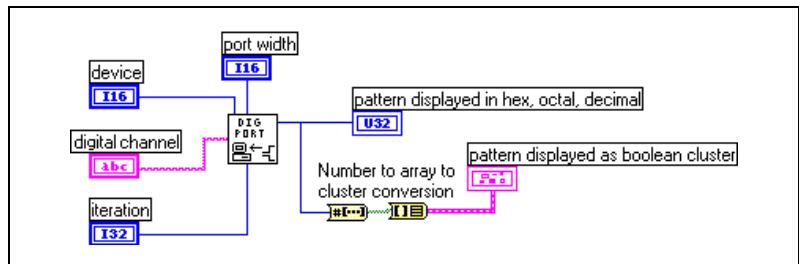 port width
I16
device
I16
DIG
PORT
pattern displayed in hex, octal, decimal
U32
digital channel
abc
Number to array to
cluster conversion
pattern displayed as boolean cluster
#[...]
[]
iteration
I32